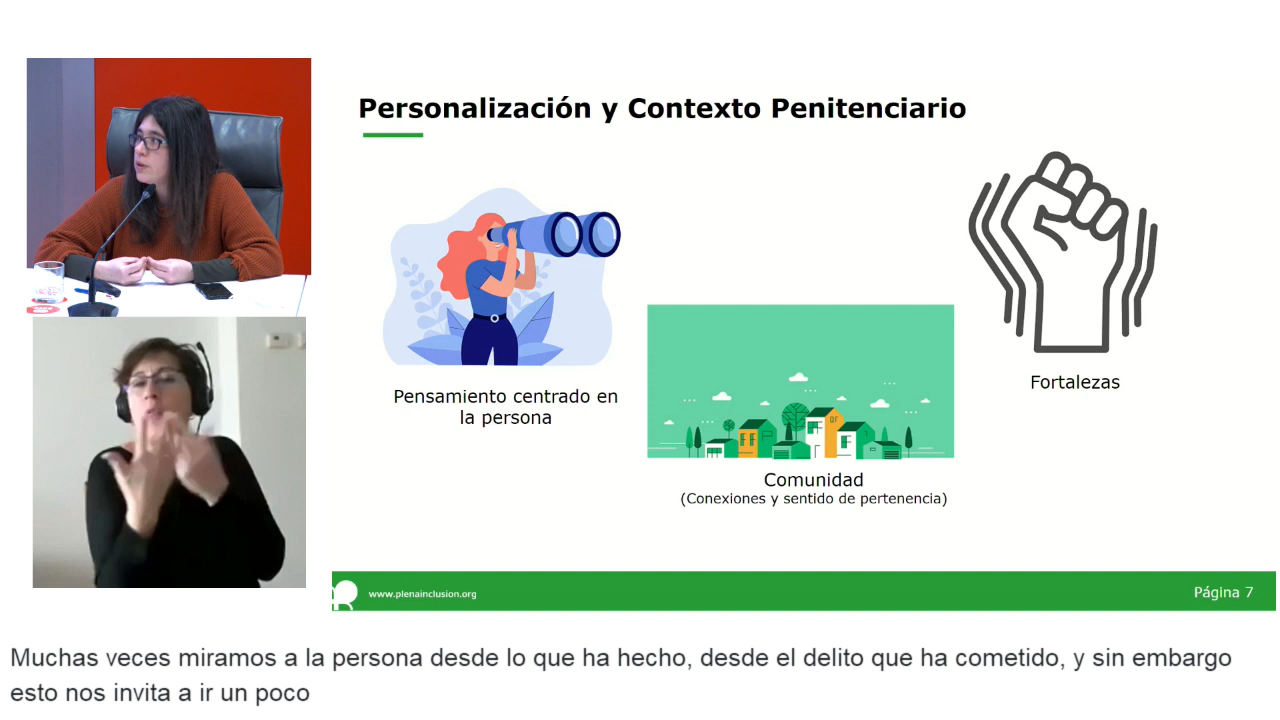 Personalización y Contexto Penitenciario
Pensamiento centrado en
la persona
Comunidad
(Conexiones y sentido de pertenencia)
Fortalezas
www.plenainclusion.org
Página 7
Muchas veces miramos a la persona desde lo que ha hecho, desde el delito que ha cometido, y sin embargo
esto nos invita a ir un poco